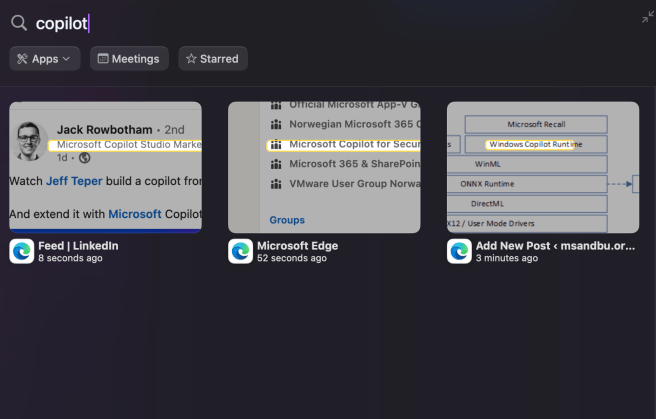 copilot
Apps
Meetings
Starred
Jack Rowbotham • 2nd
Microsoft Copilot Studio Marke
1d •
Watch Jeff Teper build a copilot from
And extend it with Microsoft Copilot
Feed | LinkedIn
8 seconds ago
Official Microsoft App-V G
Norwegian Microsoft 365 C
Microsoft Copilot for Secur
Microsoft 365 & SharePoin
VMware User Group Norwa
Groups
Microsoft Edge
52 seconds ago
Microsoft Recall
s
Windows Copilot Runtime
WinML
ONNX Runtime
DirectML
X12 / User Mode Drivers
Add New Post ‹ msandbu.or...
3 minutes ago